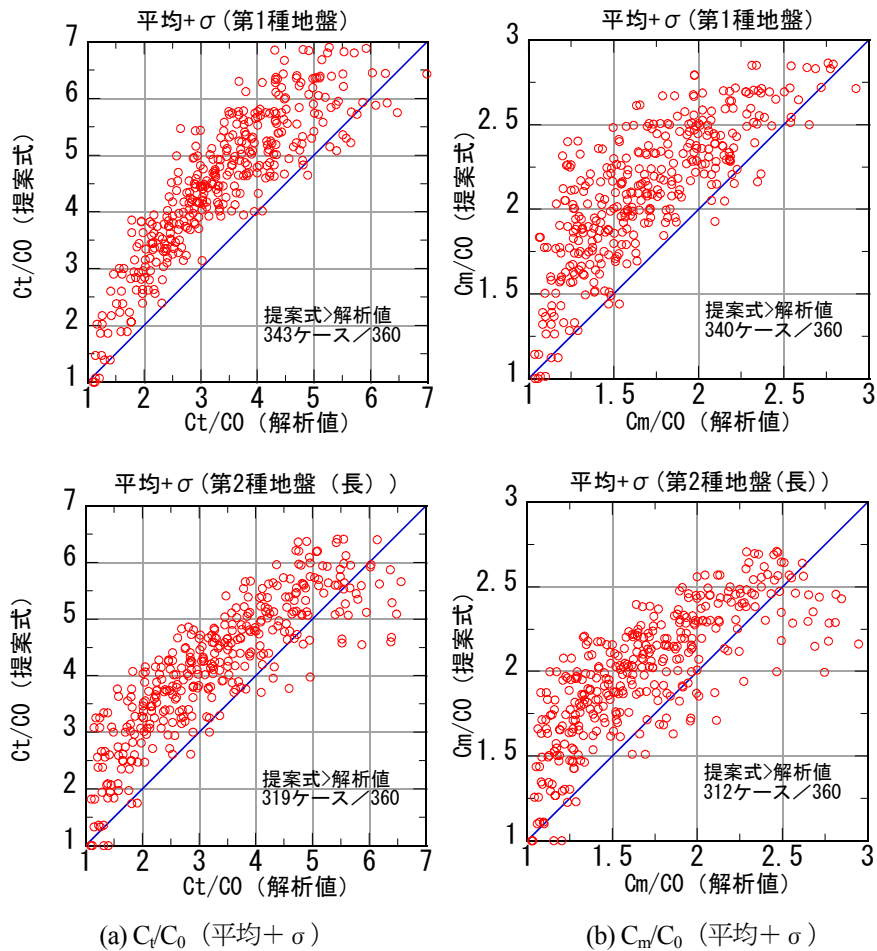 平均+σ(第1種地盤)
7
6
5
4
3
2
1
Ct/C0 (提案式)
提案式>解析値
343ケース/360
1 2 3 4 5 6 7
Ct/C0 (解析値)
平均+σ(第1種地盤)
3
2.5
2
1.5
1
Cm/C0 (提案式)
提案式>解析値
340ケース/360
1 1.5 2 2.5 3
Cm/C0 (解析値)
平均+σ(第2種地盤(長))
7
6
5
4
3
2
1
Ct/C0 (提案式)
提案式>解析値
319ケース/360
1 2 3 4 5 6 7
Ct/C0 (解析値)
平均+σ(第2種地盤(長))
3
2.5
2
1.5
1
Cm/C0 (提案式)
提案式>解析値
312ケース/360
1 1.5 2 2.5 3
Cm/C0 (解析値)
(a) Ct/C0 (平均+σ)
(b) Cm/C0 (平均+σ)